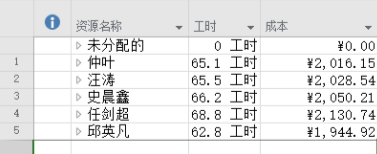 资源名称 工时 成本
未分配的 0 工时 ¥0.00
1 仲叶 65.1 工时 ¥2,016.15
2 汪涛 65.5 工时 ¥2,028.54
3 史晨鑫 66.2 工时 ¥2,050.21
4 任剑超 68.8 工时 ¥2,130.74
5 邱英凡 62.8 工时 ¥1,944.92